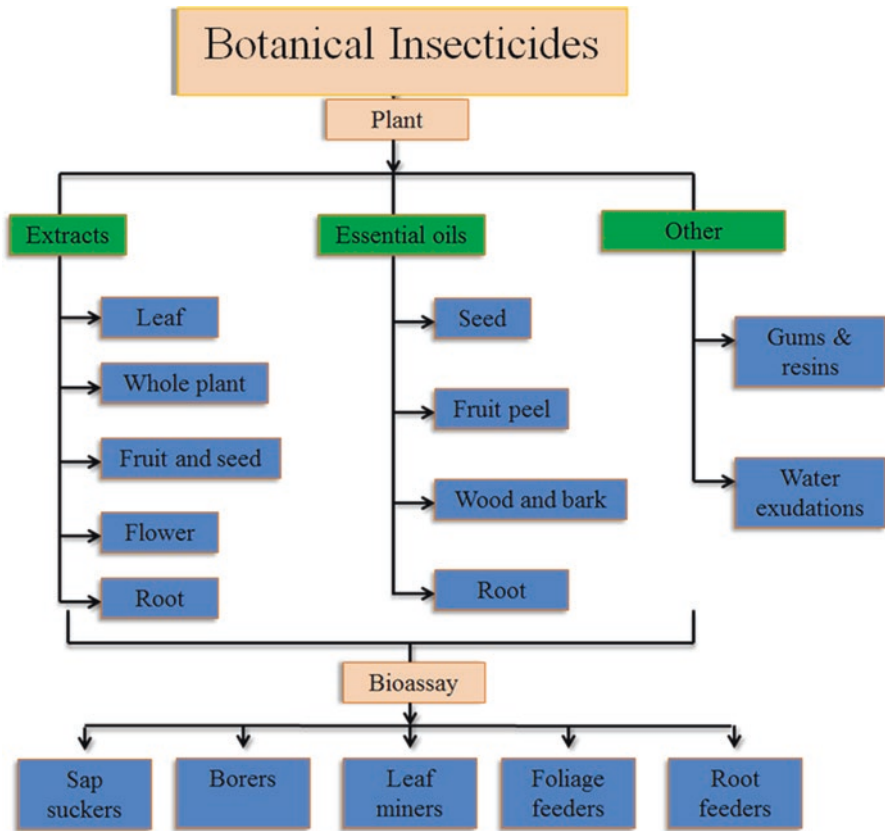 Botanical Insecticides
Plant
Extracts
Essential oils
Other
Leaf
Whole plant
Fruit and seed
Flower
Root
Seed
Fruit peel
Wood and bark
Root
Gums &
resins
Water
exudations
Bioassay
Sap
suckers
Borers
Leaf
miners
Foliage
feeders
Root
feeders